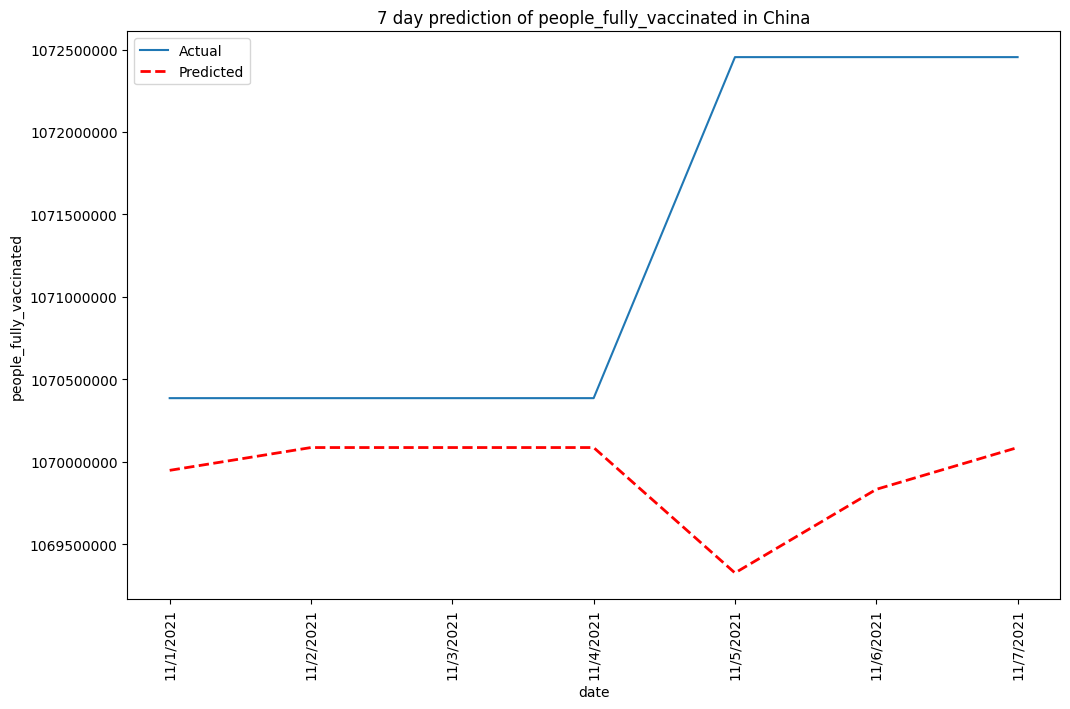 7 day prediction of people_fully_vaccinated in China
Actual
Predicted
1072500000
1072000000
1071500000
1071000000
1070500000
1070000000
1069500000
people_fully_vaccinated
11/1/2021
11/2/2021
11/3/2021
11/4/2021
11/5/2021
11/6/2021
11/7/2021
date